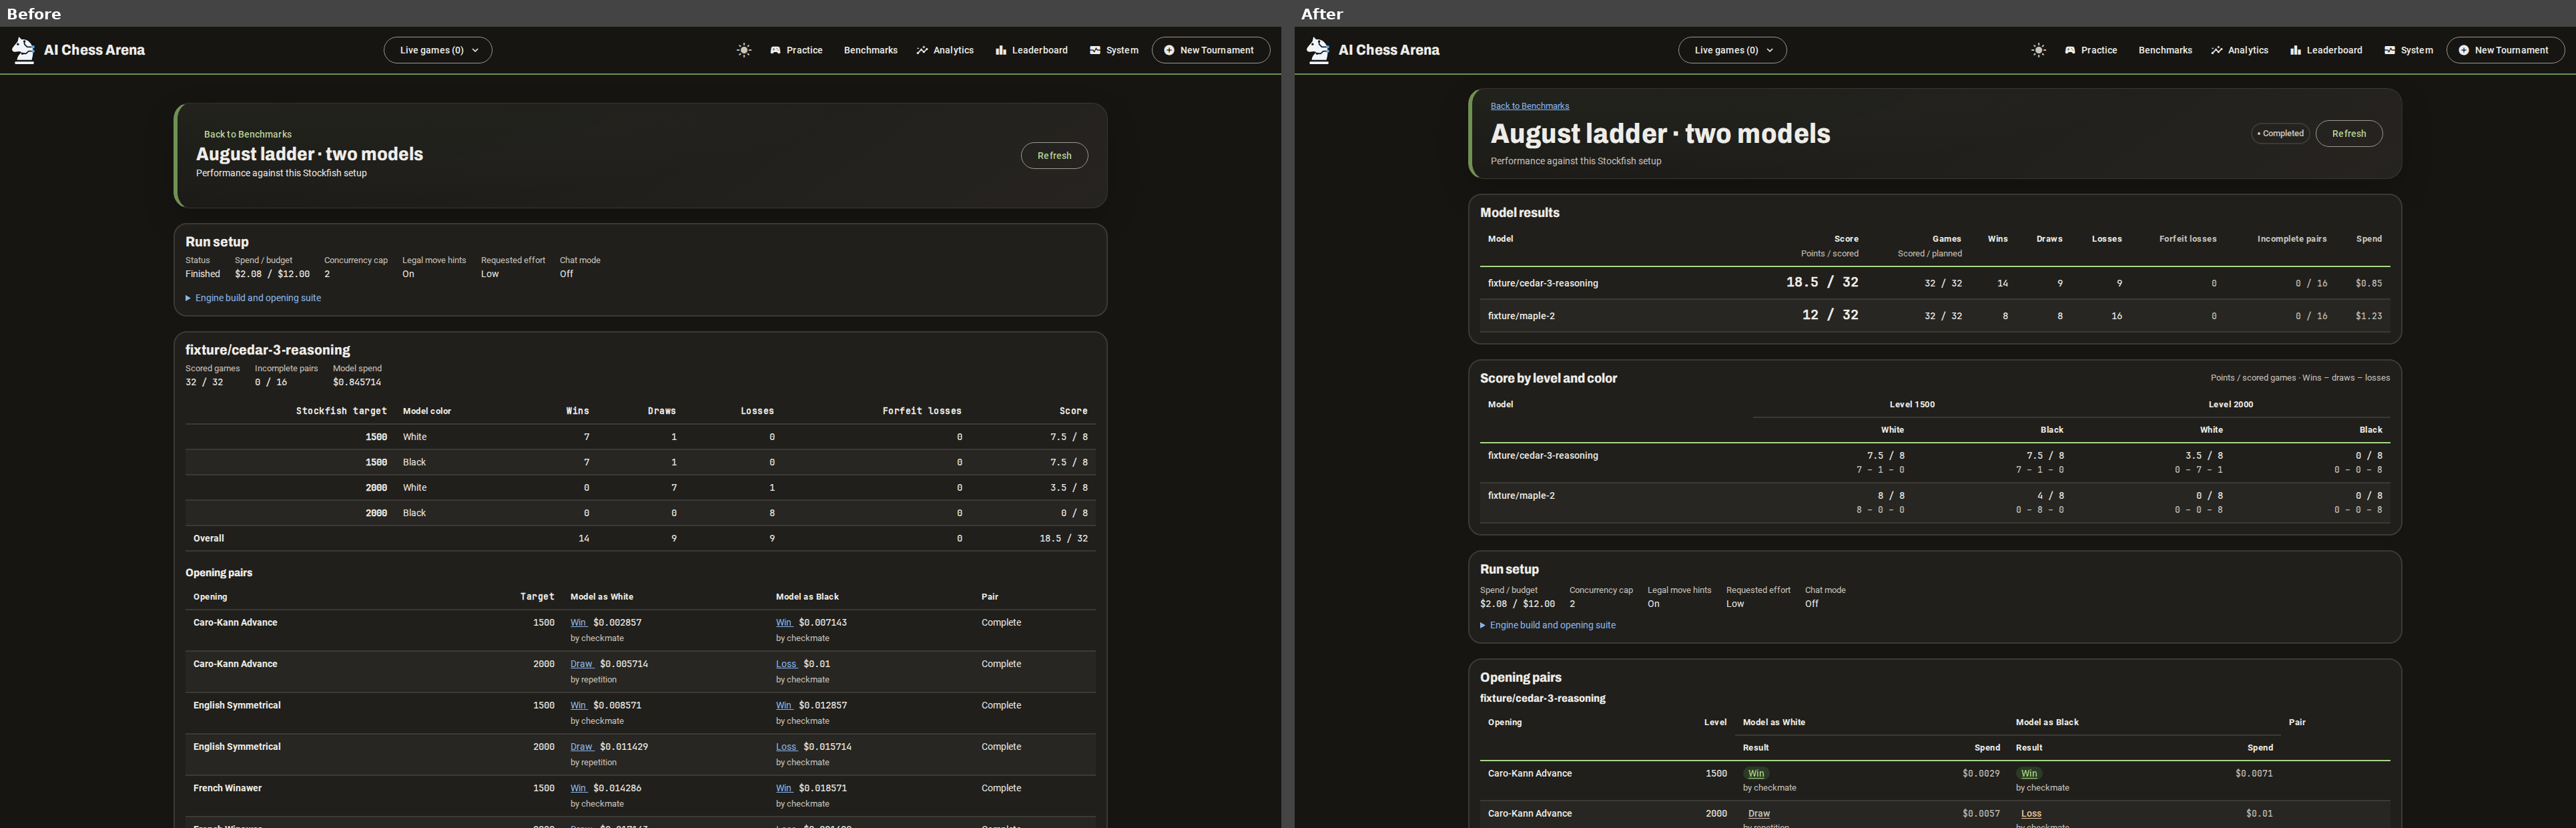 Before
AI Chess Arena
Live games (0)
Practice Benchmarks Analytics Leaderboard System New Tournament
Back to Benchmarks
August ladder · two models
Performance against this Stockfish setup
Refresh
Run setup
Status Spend / budget Concurrency cap Legal move hints Requested effort Chat mode
Finished $2.08 / $12.00 2 On Low Off
Engine build and opening suite
fixture/cedar-3-reasoning
Scored games Incomplete pairs Model spend
32 / 32 0 / 16 $0.845714
Stockfish target Model color Wins Draws Losses Forfeit losses Score
1500 White 7 1 0 0 7.5 / 8
1500 Black 7 1 0 0 7.5 / 8
2000 White 0 7 1 0 3.5 / 8
2000 Black 0 0 8 0 0 / 8
Overall 14 9 9 0 18.5 / 32
Opening pairs
Opening Target Model as White Model as Black Pair
Caro-Kann Advance 1500 Win $0.002857 Win $0.007143 Complete
by checkmate by checkmate
Caro-Kann Advance 2000 Draw $0.005714 Loss $0.01 Complete
by repetition by checkmate
English Symmetrical 1500 Win $0.008571 Win $0.012857 Complete
by checkmate by checkmate
English Symmetrical 2000 Draw $0.011429 Loss $0.015714 Complete
by repetition by checkmate
French Winawer 1500 Win $0.014286 Win $0.018571 Complete
by checkmate by checkmate
After
AI Chess Arena
Live games (0)
Practice Benchmarks Analytics Leaderboard System New Tournament
Back to Benchmarks
August ladder · two models
Performance against this Stockfish setup
• Completed Refresh
Model results
Model Score Games Wins Draws Losses Forfeit losses Incomplete pairs Spend
Points / scored Scored / planned
fixture/cedar-3-reasoning 18.5 / 32 32 / 32 14 9 9 0 0 / 16 $0.85
fixture/maple-2 12 / 32 32 / 32 8 8 16 0 0 / 16 $1.23
Score by level and color Points / scored games · Wins – draws – losses
Model Level 1500 Level 2000
White Black White Black
fixture/cedar-3-reasoning 7.5 / 8 7.5 / 8 3.5 / 8 0 / 8
7 – 1 – 0 7 – 1 – 0 0 – 7 – 1 0 – 0 – 8
fixture/maple-2 8 / 8 4 / 8 0 / 8 0 / 8
8 – 0 – 0 0 – 8 – 0 0 – 0 – 8 0 – 0 – 8
Run setup
Spend / budget Concurrency cap Legal move hints Requested effort Chat mode
$2.08 / $12.00 2 On Low Off
Engine build and opening suite
Opening pairs
fixture/cedar-3-reasoning
Opening Level Model as White Model as Black Pair
Result Spend Result Spend
Caro-Kann Advance 1500 Win $0.0029 Win $0.0071
by checkmate by checkmate
Caro-Kann Advance 2000 Draw $0.0057 Loss $0.01